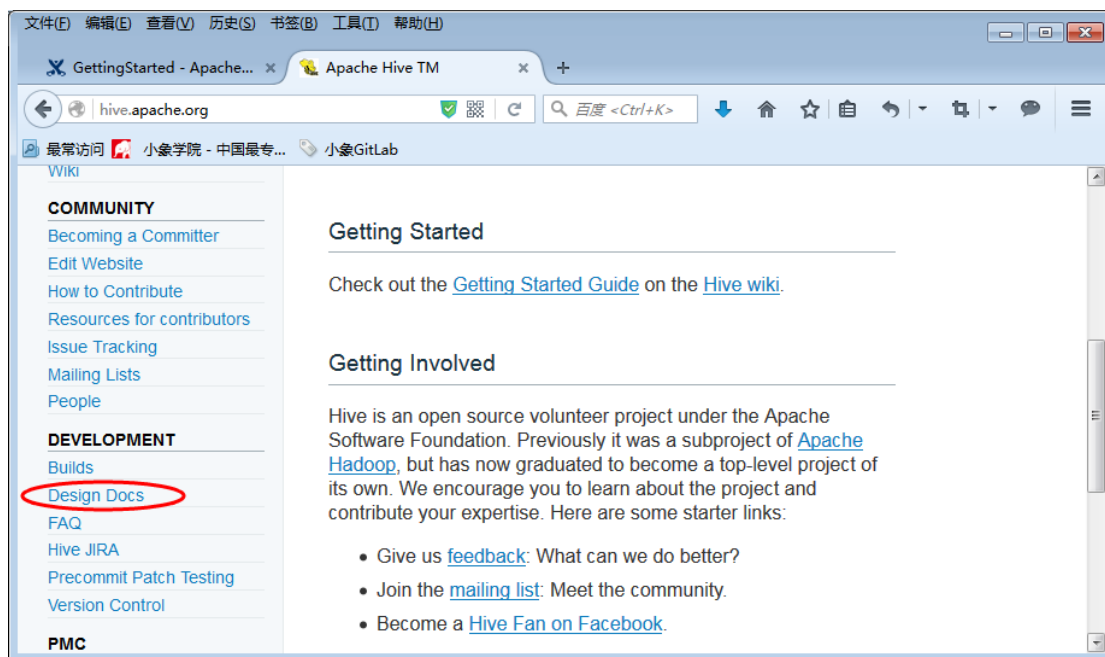 文件(F) 编辑(E) 查看(V) 历史(S) 书签(B) 工具(T) 帮助(H)
GettingStarted - Apache... × Apache Hive TM × +
hive.apache.org 百度 <Ctrl+K>
最常访问 小象学院 - 中国最专... 小象GitLab
Wiki
COMMUNITY
Becoming a Committer
Edit Website
How to Contribute
Resources for contributors
Issue Tracking
Mailing Lists
People
DEVELOPMENT
Builds
Design Docs
FAQ
Hive JIRA
Precommit Patch Testing
Version Control
PMC
Getting Started
Check out the Getting Started Guide on the Hive wiki.
Getting Involved
Hive is an open source volunteer project under the Apache
Software Foundation. Previously it was a subproject of Apache
Hadoop, but has now graduated to become a top-level project of
its own. We encourage you to learn about the project and
contribute your expertise. Here are some starter links:
• Give us feedback: What can we do better?
• Join the mailing list: Meet the community.
• Become a Hive Fan on Facebook.